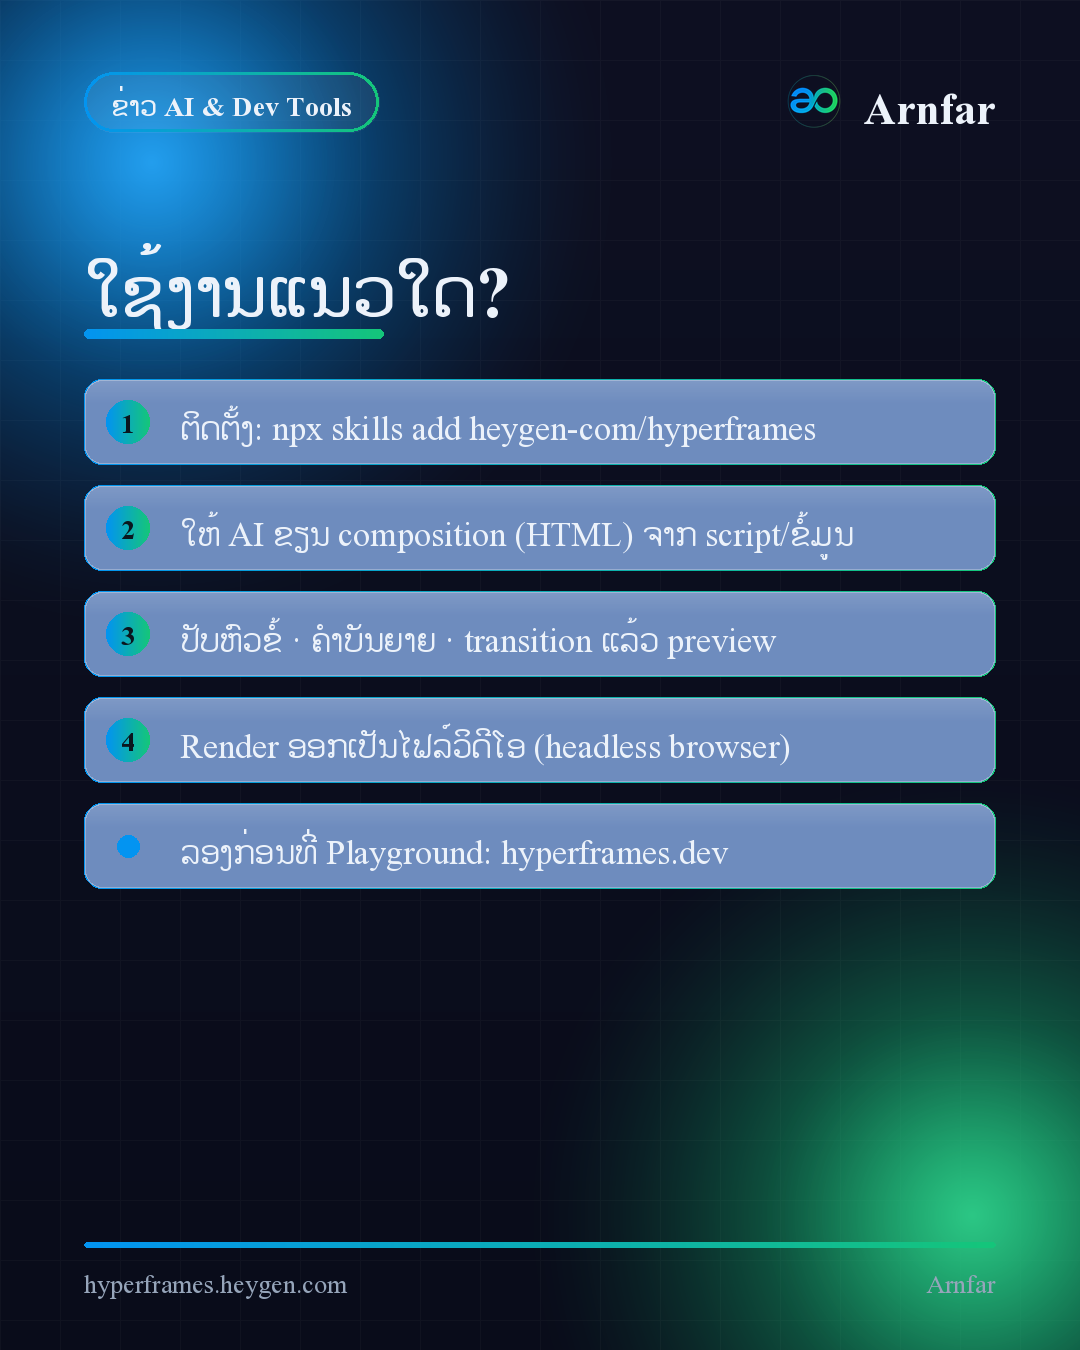 ຂ່າວ AI & Dev Tools
Arnfar
ໃຊ້ງານແນວໃດ?
1 ຕິດຕັ້ງ: npx skills add heygen-com/hyperframes
2 ໃຫ້ AI ຂຽນ composition (HTML) ຈາກ script/ຂໍ້ມູນ
3 ປັບຫົວຂໍ້ · ຄຳບັນຍາຍ · transition ແລ້ວ preview
4 Render ອອກເປັນໄຟລ໌ວິດີໂອ (headless browser)
ລອງກ່ອນທີ່ Playground: hyperframes.dev
hyperframes.heygen.com
Arnfar